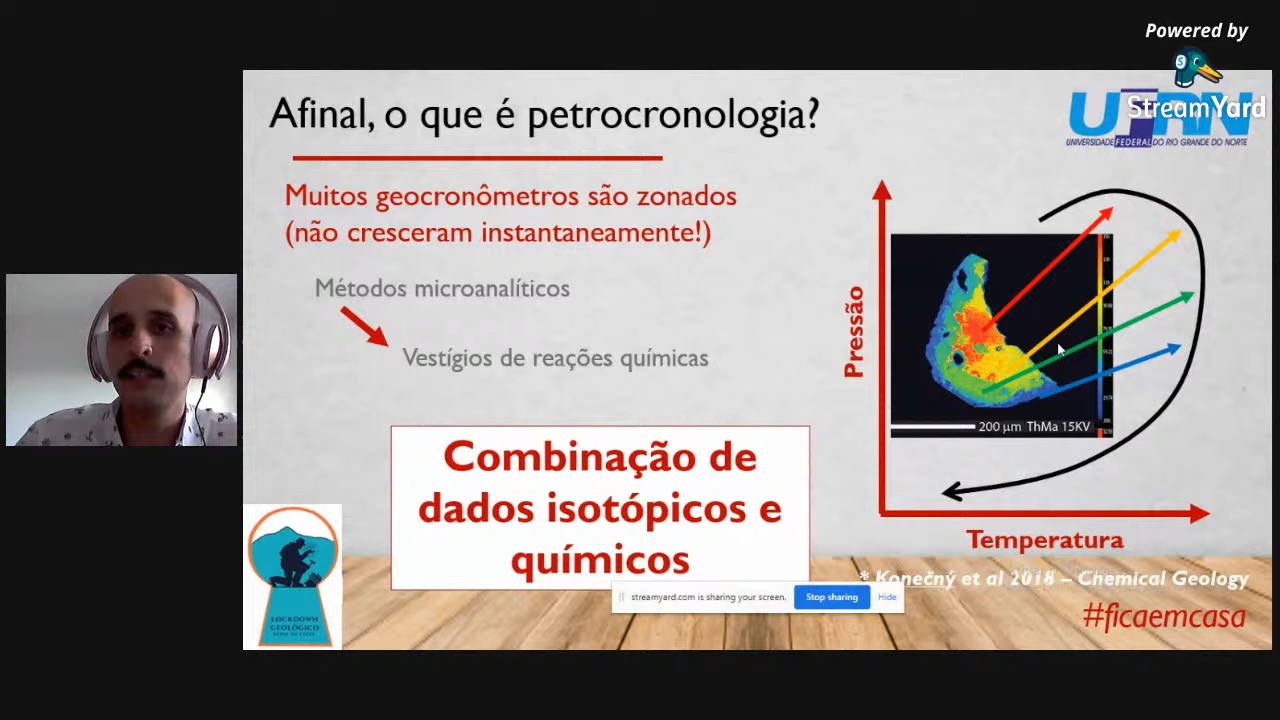 Powered by
StreamYard
Afinal, o que é petrocronologia?
UFRN
UNIVERSIDADE FEDERAL DO RIO GRANDE DO NORTE
Muitos geocronômetros são zonados
(não cresceram instantaneamente!)
Métodos microanalíticos
Vestígios de reações químicas
Combinação de
dados isotópicos e
químicos
Pressão
200 µm ThMa 15KV
Temperatura
* Konečný et al 2018 – Chemical Geology
#ficaemcasa
streamyard.com is sharing your screen.
Stop sharing
Hide
LOCKDOWN
GEOLÓGICO